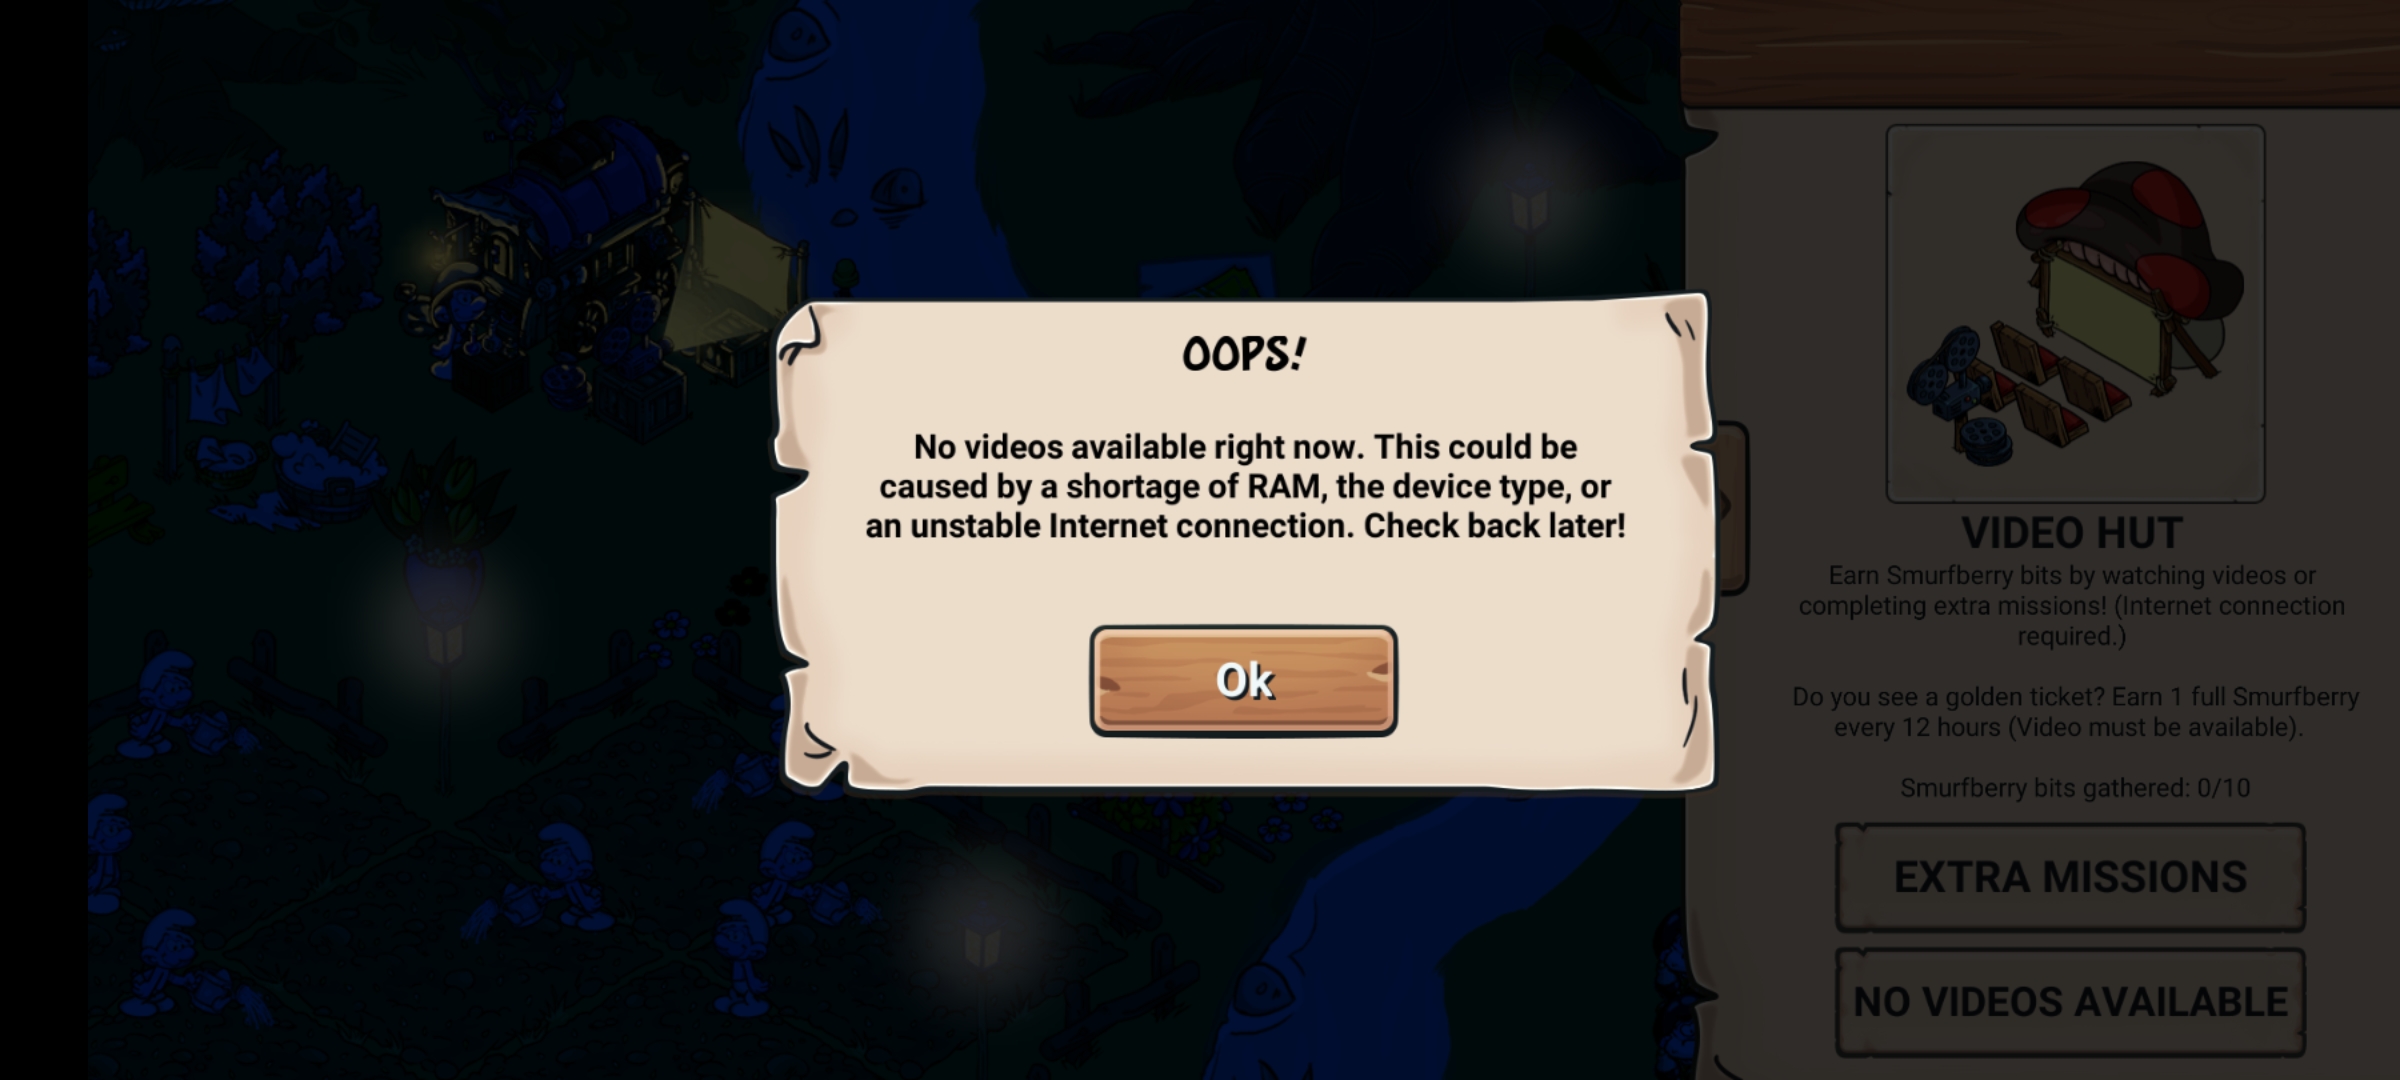 OOPS!
No videos available right now. This could be
caused by a shortage of RAM, the device type, or
an unstable Internet connection. Check back later!
Ok
VIDEO HUT
Earn Smurfberry bits by watching videos or
completing extra missions! (Internet connection
required.)
Do you see a golden ticket? Earn 1 full Smurfberry
every 12 hours (Video must be available).
Smurfberry bits gathered: 0/10
EXTRA MISSIONS
NO VIDEOS AVAILABLE